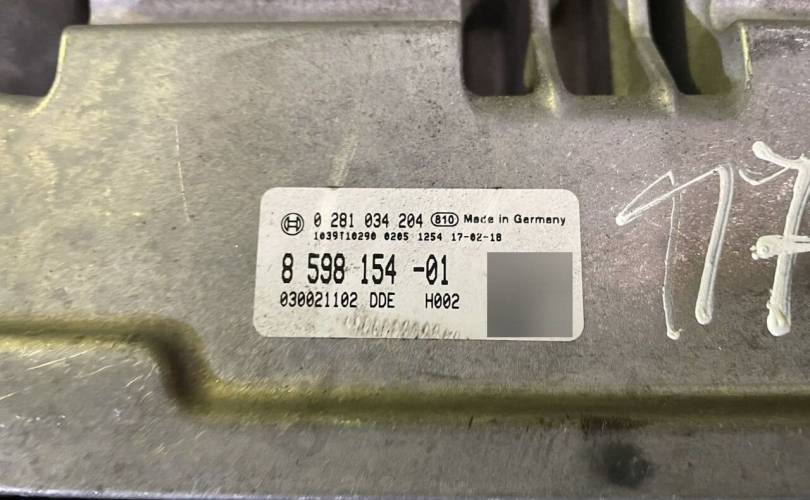 0 281 034 204 810 Made in Germany
1039T10290 0205 1254 17-02-18
8 598 154 -01
030021102 DDE H002
17